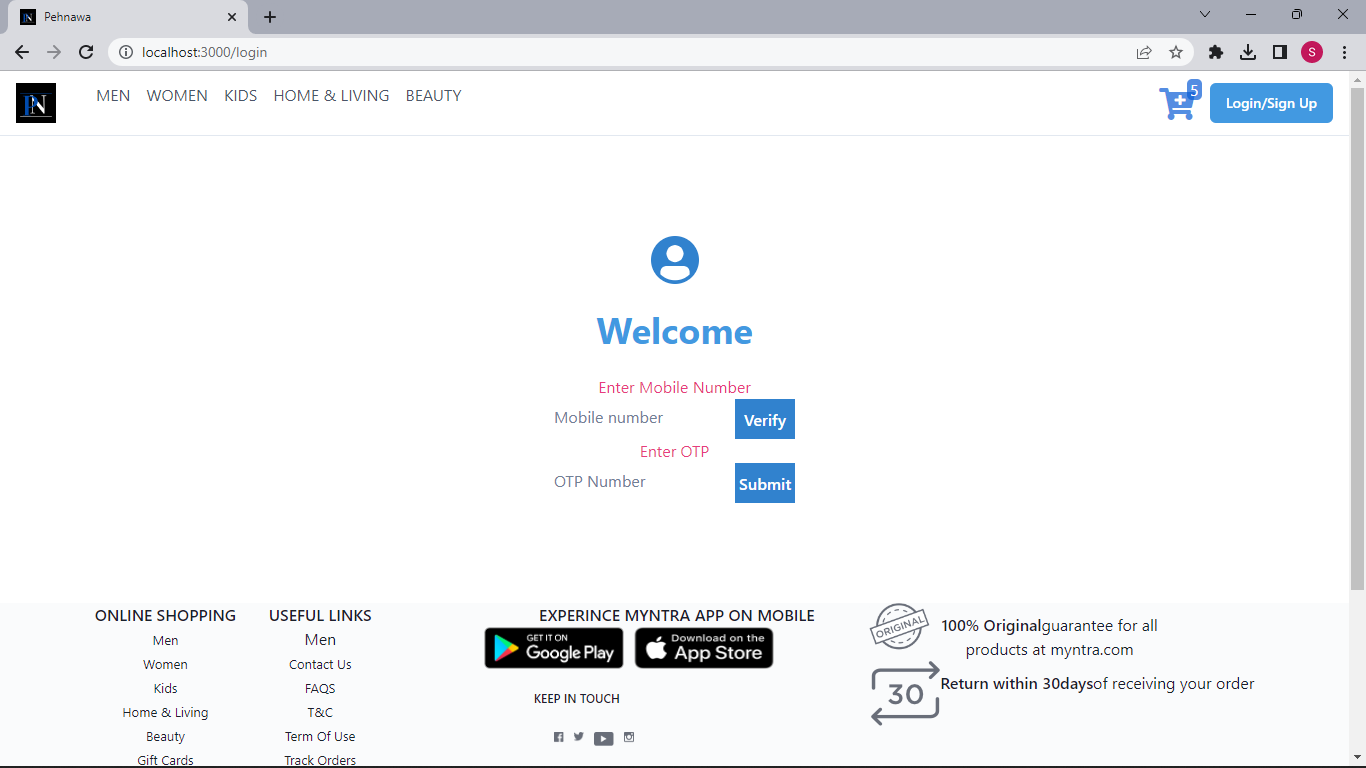 Pehnawa
localhost:3000/login
S
PN
MEN WOMEN KIDS HOME & LIVING BEAUTY
5
Login/Sign Up
Welcome
Enter Mobile Number
Mobile number
Verify
Enter OTP
OTP Number
Submit
ONLINE SHOPPING
Men
Women
Kids
Home & Living
Beauty
Gift Cards
USEFUL LINKS
Men
Contact Us
FAQS
T&C
Term Of Use
Track Orders
EXPERINCE MYNTRA APP ON MOBILE
GET IT ON
Google Play
Download on the
App Store
KEEP IN TOUCH
ORIGINAL
100% Originalguarantee for all
products at myntra.com
30
Return within 30daysof receiving your order